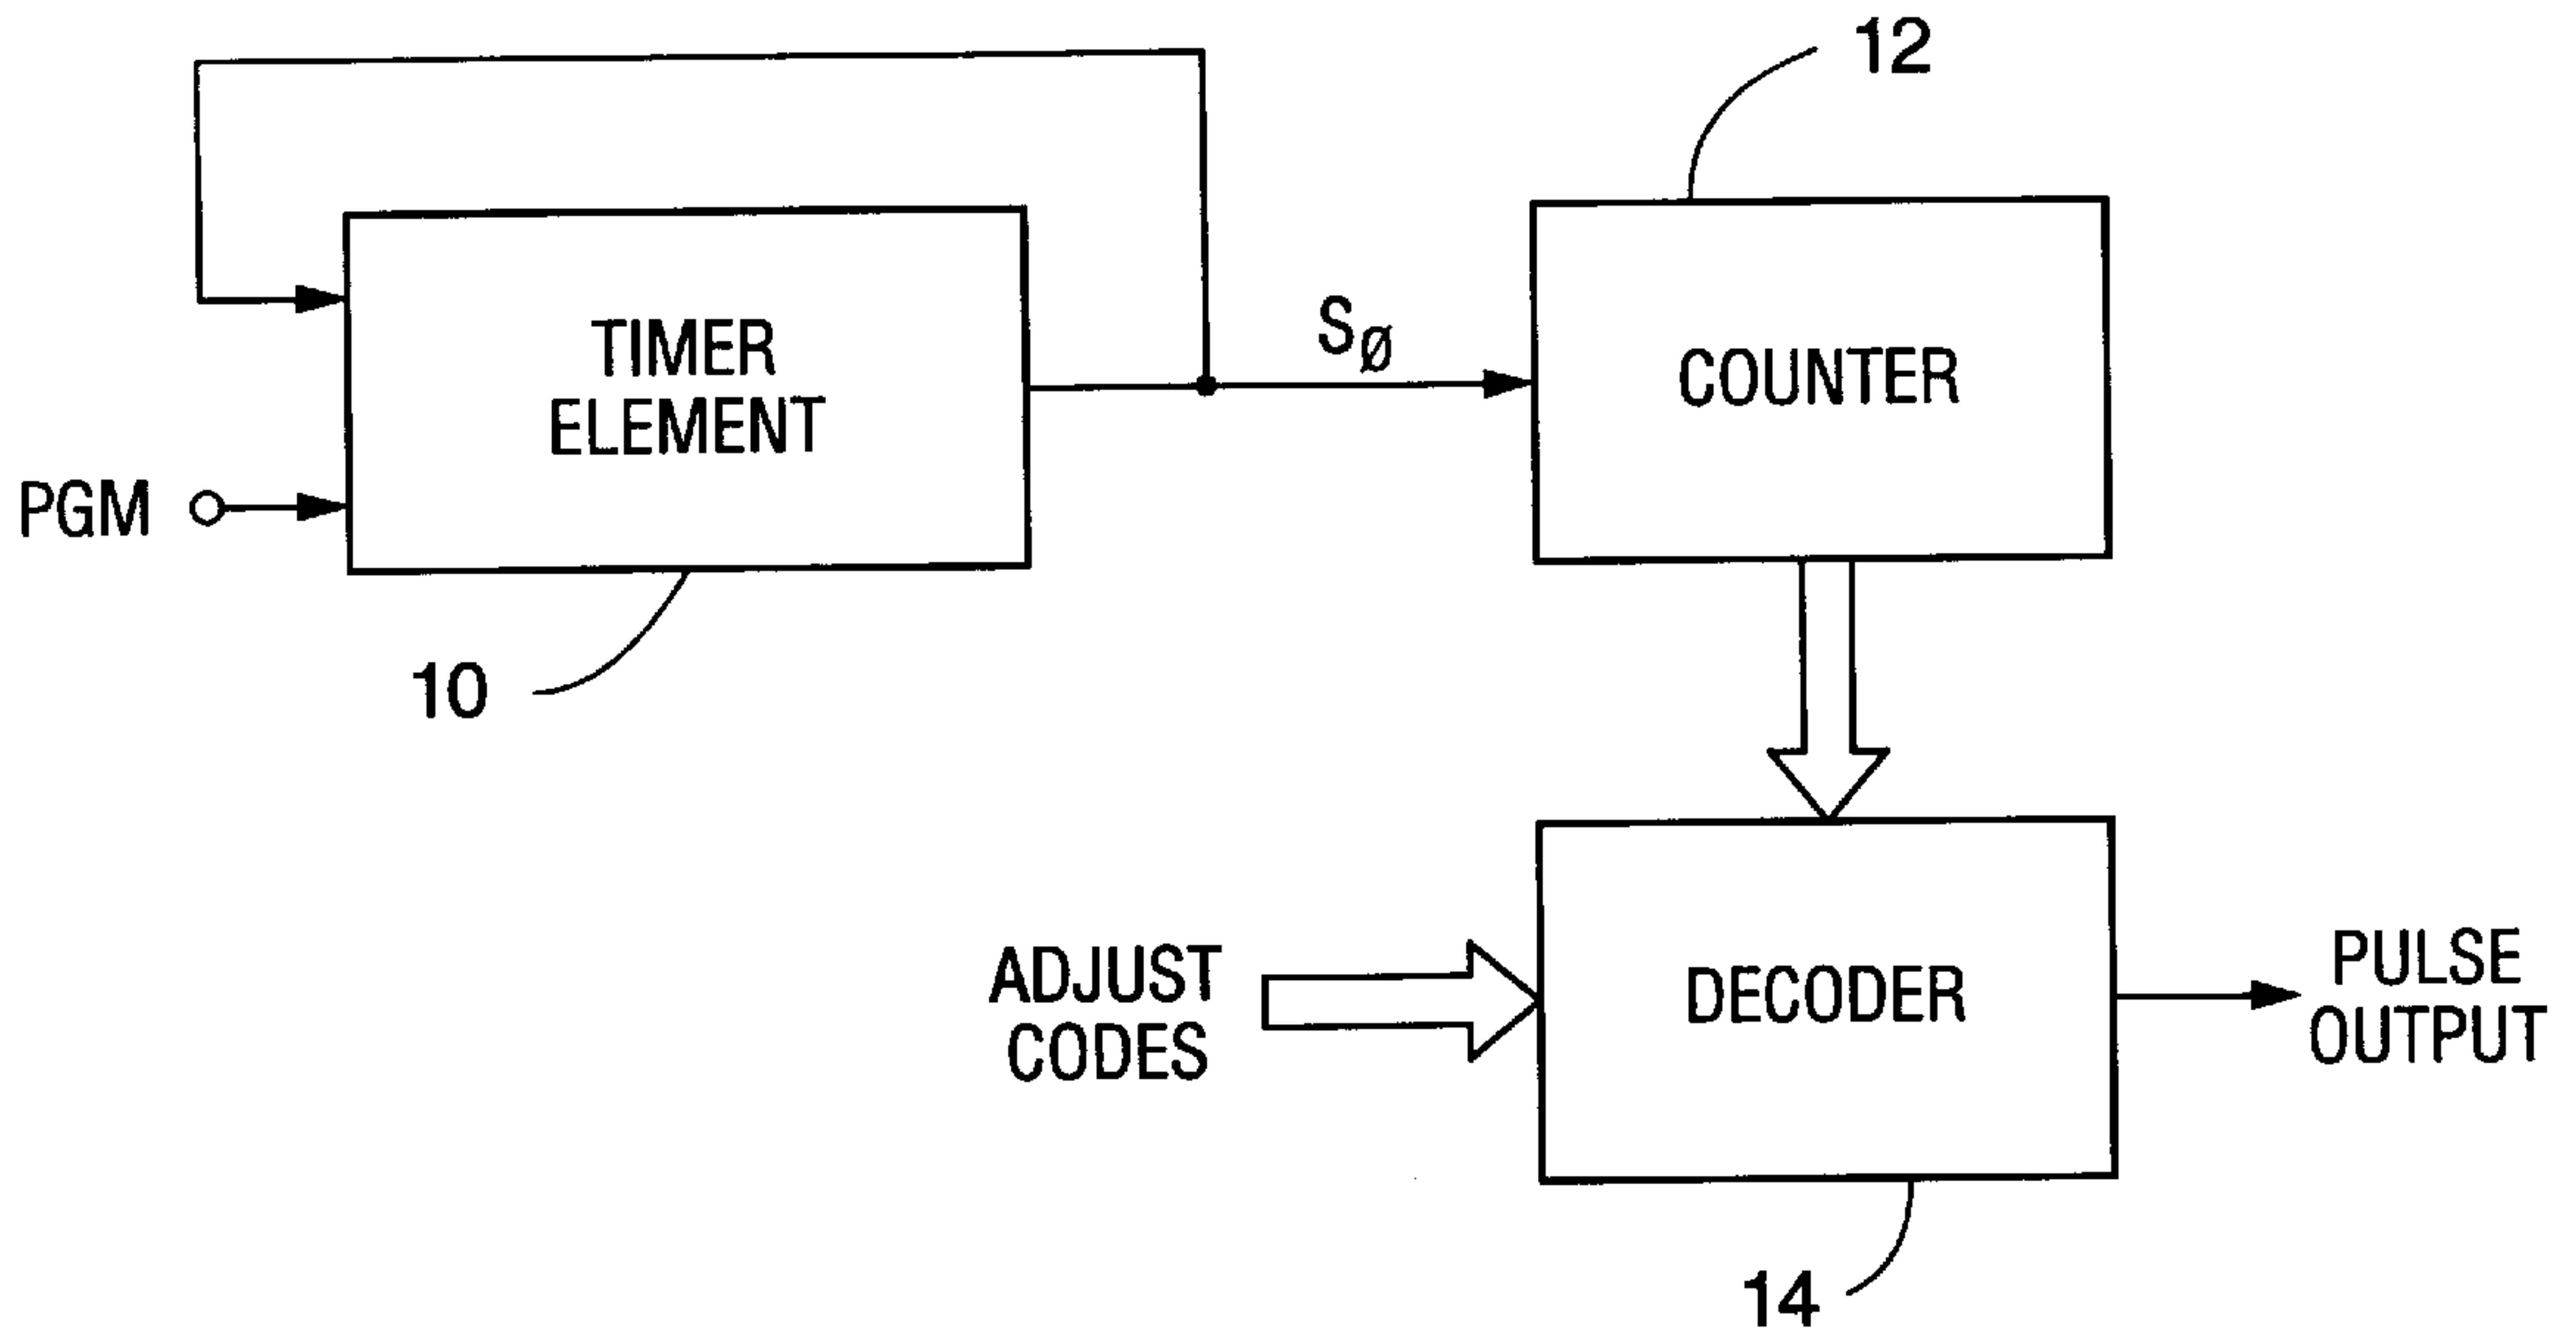 12
TIMER
ELEMENT
SØ
COUNTER
PGM
10
ADJUST
CODES
DECODER
PULSE
OUTPUT
14